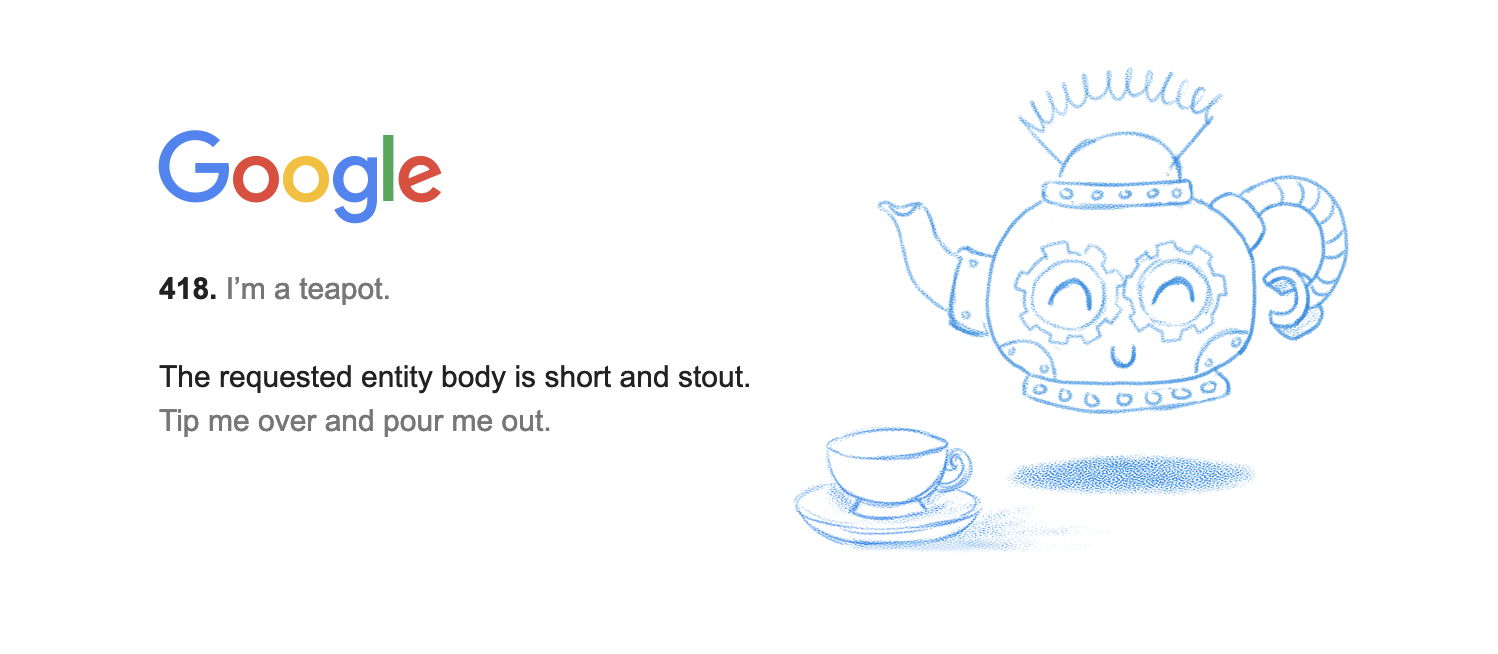 Google
418. I’m a teapot.
The requested entity body is short and stout.
Tip me over and pour me out.